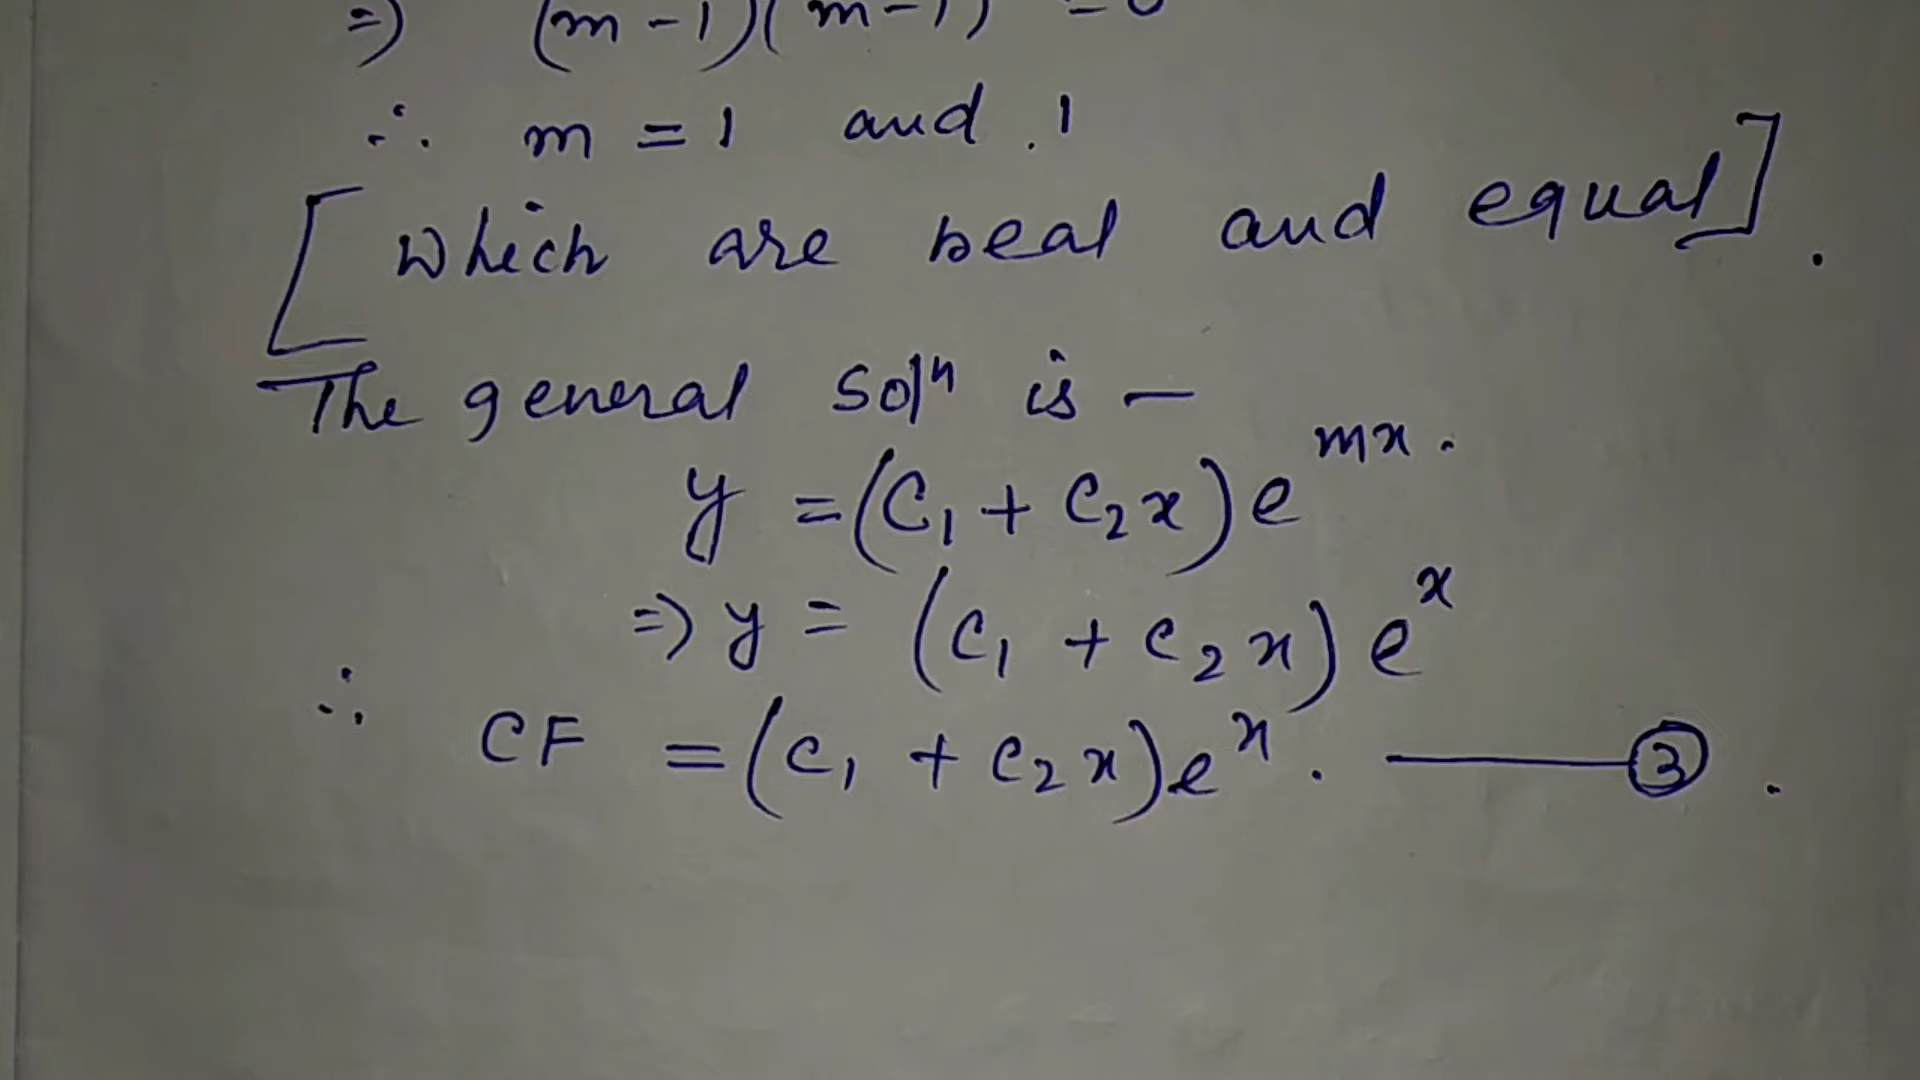 ⇒ (m-1)(m-1) = 0
∴ m = 1 and 1
[which are real and equal].
The general solⁿ is —
y = (C₁ + C₂x)e^mx.
⇒ y = (C₁ + C₂x)e^x
∴ CF = (C₁ + C₂x)e^x. —— ③.